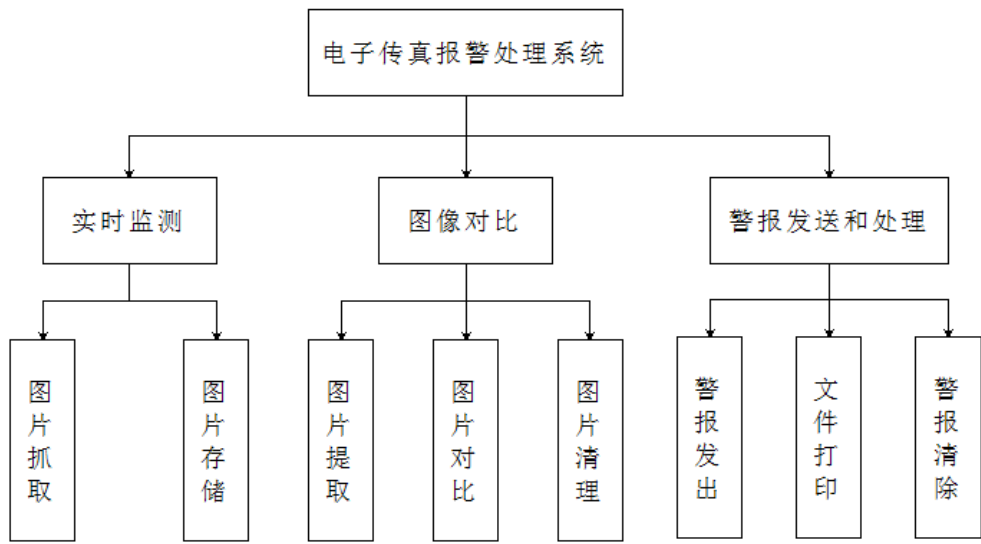 电子传真报警处理系统
实时监测
图像对比
警报发送和处理
图片抓取
图片存储
图片提取
图片对比
图片清理
警报发出
文件打印
警报清除